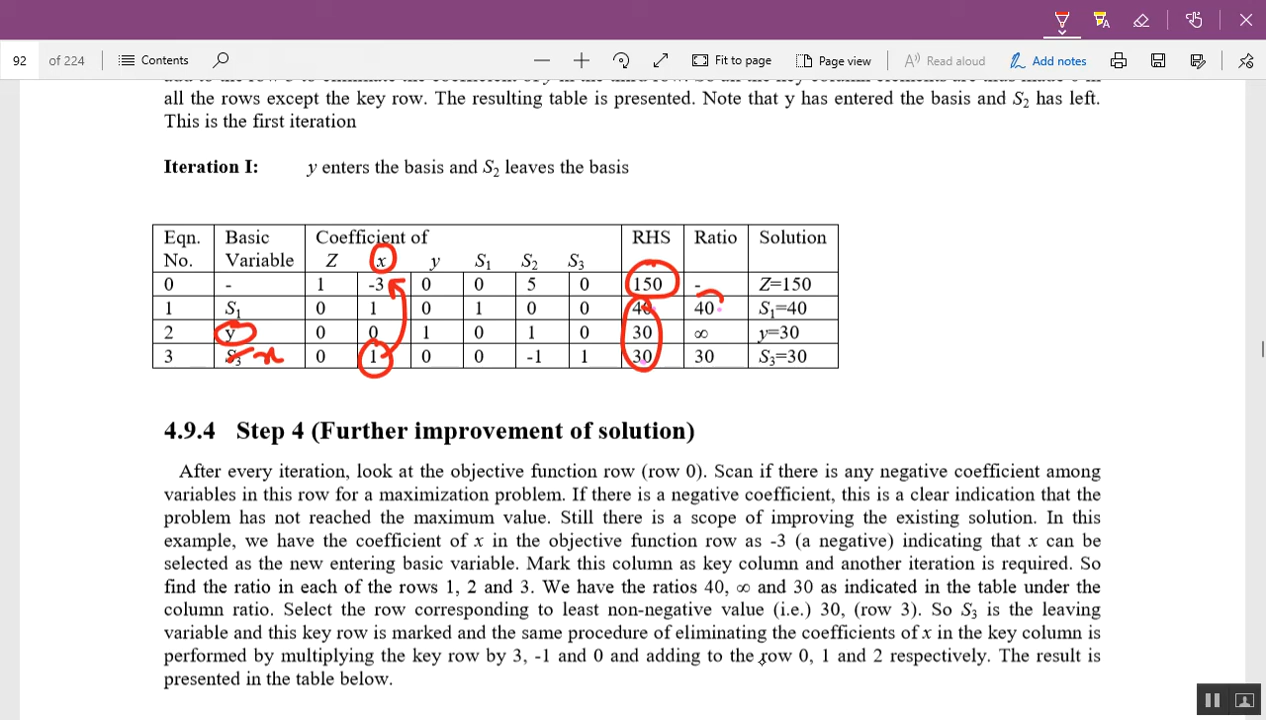 92 of 224 Contents Fit to page Page view Read aloud Add notes
all the rows except the key row. The resulting table is presented. Note that y has entered the basis and S2 has left.
This is the first iteration
Iteration I: y enters the basis and S2 leaves the basis
Eqn. Basic Coefficient of RHS Ratio Solution
No. Variable Z x y S1 S2 S3
0 - 1 -3 0 0 5 0 150 - Z=150
1 S1 0 1 0 1 0 0 40 40 S1=40
2 y 0 0 1 0 1 0 30 ∞ y=30
3 S3 x 0 1 0 0 -1 1 30 30 S3=30
4.9.4 Step 4 (Further improvement of solution)
After every iteration, look at the objective function row (row 0). Scan if there is any negative coefficient among
variables in this row for a maximization problem. If there is a negative coefficient, this is a clear indication that the
problem has not reached the maximum value. Still there is a scope of improving the existing solution. In this
example, we have the coefficient of x in the objective function row as -3 (a negative) indicating that x can be
selected as the new entering basic variable. Mark this column as key column and another iteration is required. So
find the ratio in each of the rows 1, 2 and 3. We have the ratios 40, ∞ and 30 as indicated in the table under the
column ratio. Select the row corresponding to least non-negative value (i.e.) 30, (row 3). So S3 is the leaving
variable and this key row is marked and the same procedure of eliminating the coefficients of x in the key column is
performed by multiplying the key row by 3, -1 and 0 and adding to the row 0, 1 and 2 respectively. The result is
presented in the table below.